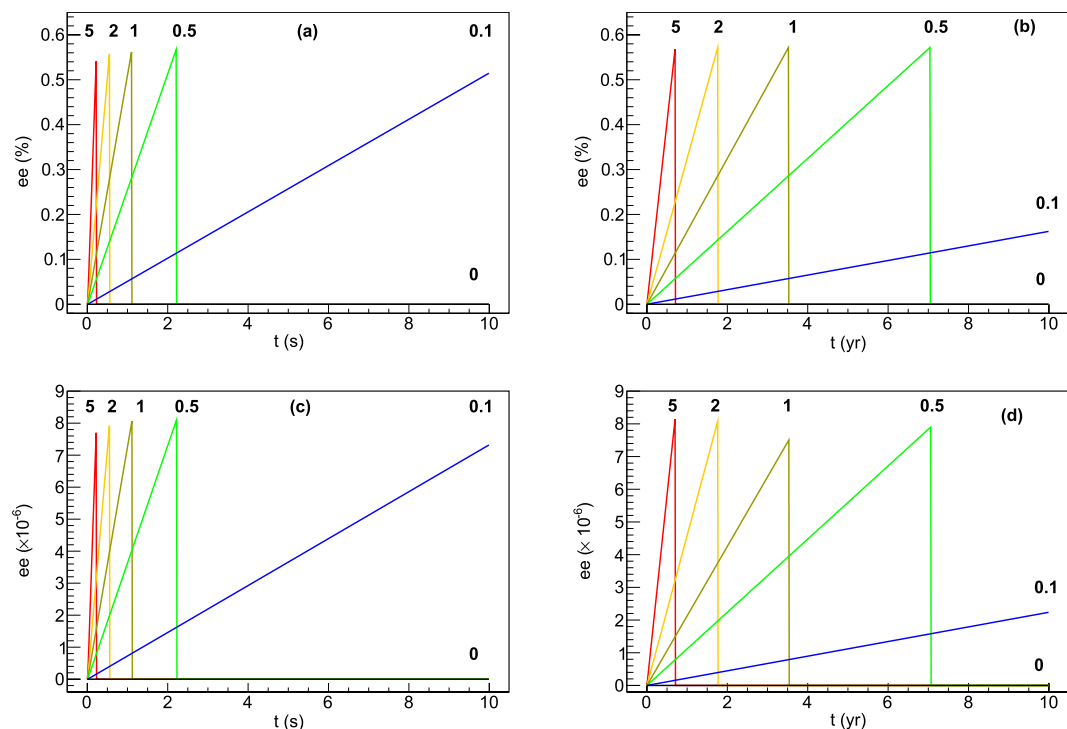 5 2 1 0.5 (a) 0.1
0.6
0.5
0.4
0.3
0.2
0.1
0
ee (%)
0
0 2 4 6 8 10
t (s)
5 2 1 0.5 (b)
0.6
0.5
0.4
0.3
0.2
0.1
0
ee (%)
0.1
0
0 2 4 6 8 10
t (yr)
5 2 1 0.5 (c) 0.1
9
8
7
6
5
4
3
2
1
0
ee (×10⁻⁶)
0
0 2 4 6 8 10
t (s)
5 2 1 0.5 (d)
9
8
7
6
5
4
3
2
1
0
ee (× 10⁻⁶)
0.1
0
0 2 4 6 8 10
t (yr)